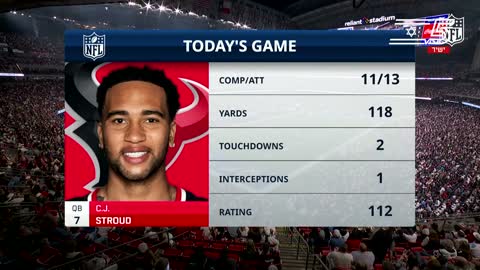 reliant stadium
NFL
TODAY'S GAME
COMP/ATT 11/13
YARDS 118
TOUCHDOWNS 2
INTERCEPTIONS 1
RATING 112
QB
7
C.J.
STROUD
NFL
ישיר